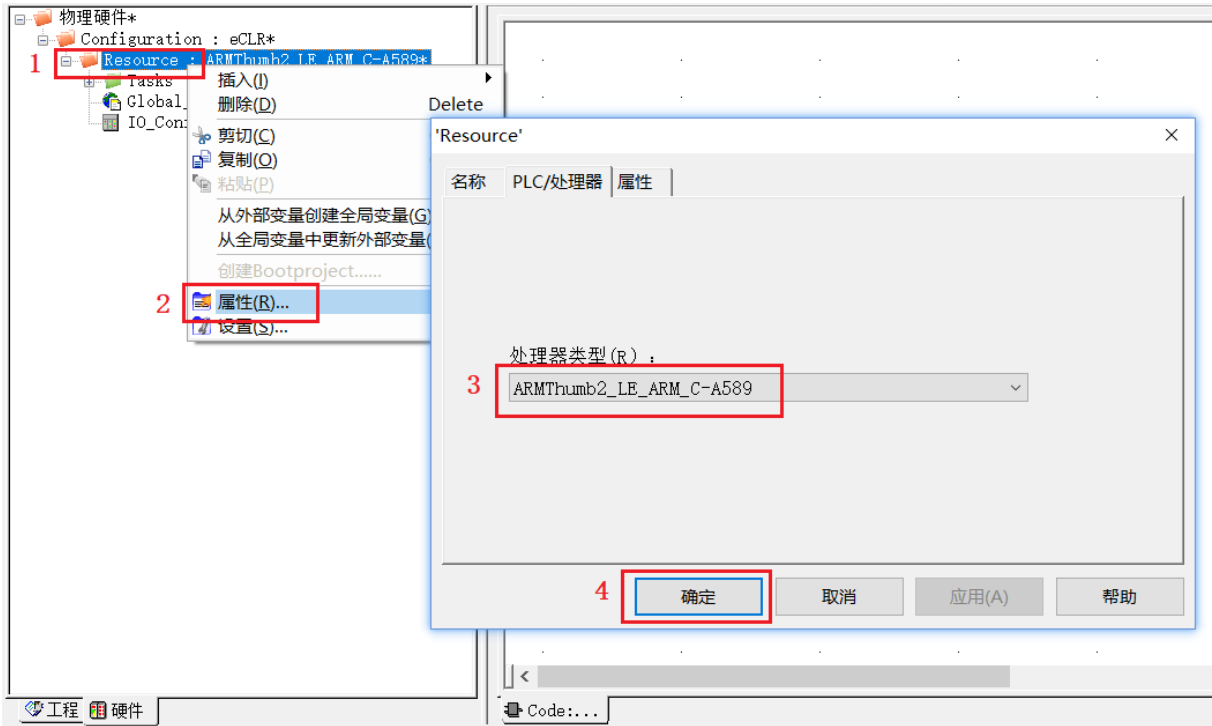 物理硬件*
Configuration : eCLR*
1
Resource : ARMThumb2_LE_ARM_C-A589*
Tasks
Global_
IO_Con
插入(I)
删除(D) Delete
剪切(C)
复制(O)
粘贴(P)
从外部变量创建全局变量(G)
从全局变量中更新外部变量(
创建Bootproject......
2
属性(R)...
设置(S)...
'Resource'
名称 PLC/处理器 属性
处理器类型(R) :
3
ARMThumb2_LE_ARM_C-A589
4
确定 取消 应用(A) 帮助
工程 硬件
Code:...